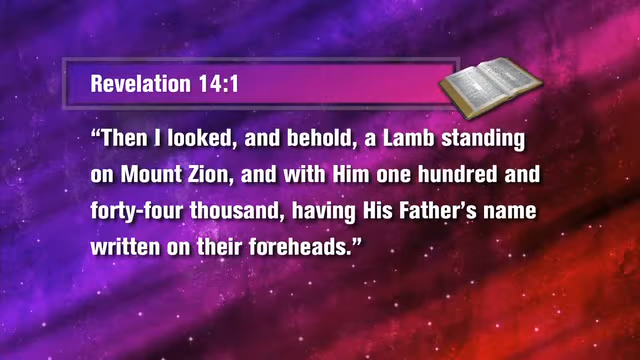 Revelation 14:1
“Then I looked, and behold, a Lamb standing
on Mount Zion, and with Him one hundred and
forty-four thousand, having His Father’s name
written on their foreheads.”